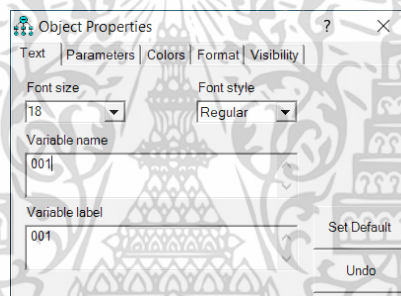 Object Properties ? ×
Text Parameters Colors Format Visibility
Font size Font style
18 Regular
Variable name
001
Variable label
001
Set Default
Undo